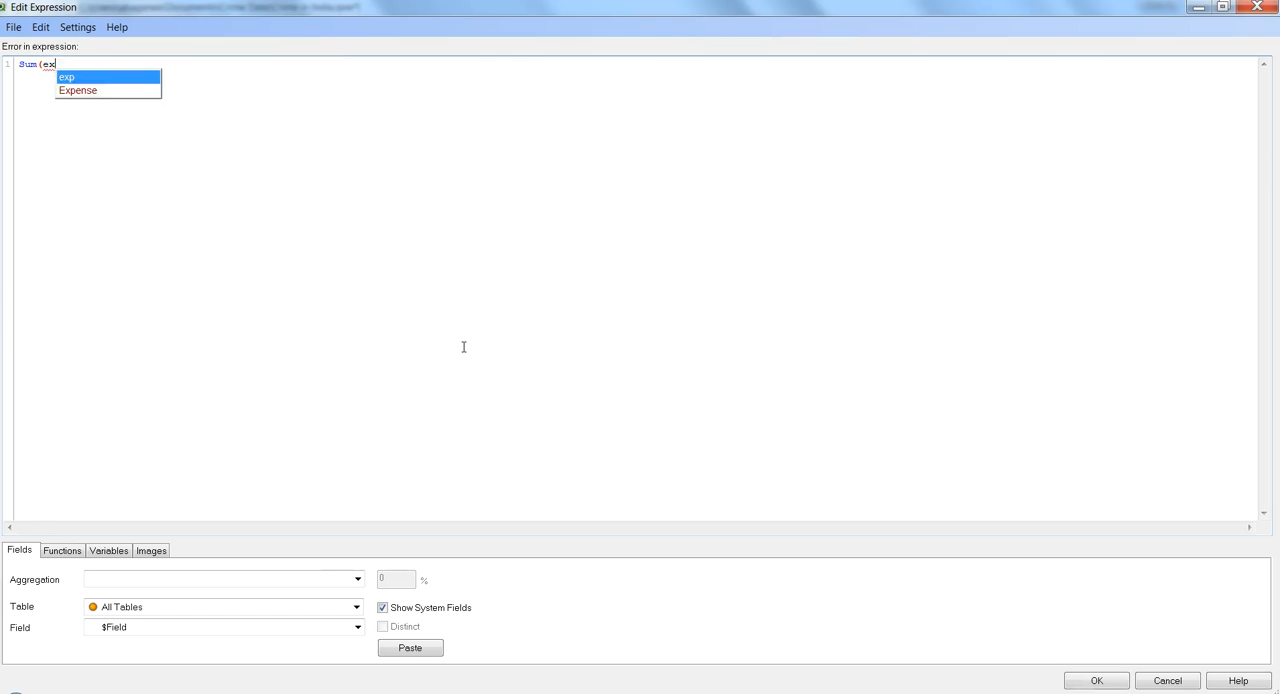 Edit Expression
File Edit Settings Help
Error in expression:
1 Sum(ex
exp
Expense
Fields Functions Variables Images
Aggregation 0 %
Table All Tables Show System Fields
Field $Field Distinct
Paste
OK Cancel Help